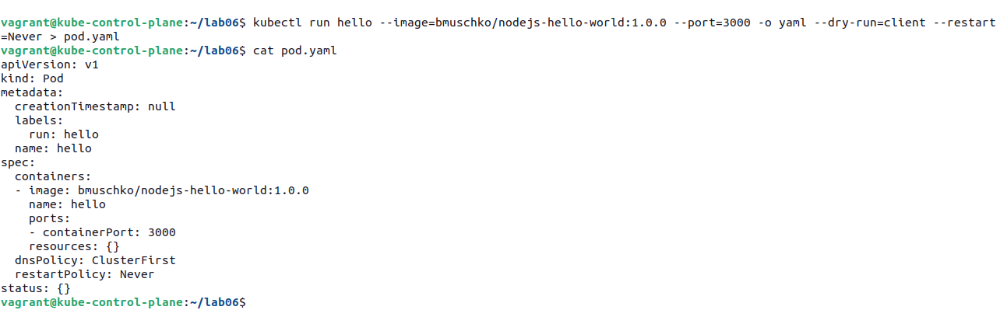 vagrant@kube-control-plane:~/lab06$ kubectl run hello --image=bmuschko/nodejs-hello-world:1.0.0 --port=3000 -o yaml --dry-run=client --restart
=Never > pod.yaml
vagrant@kube-control-plane:~/lab06$ cat pod.yaml
apiVersion: v1
kind: Pod
metadata:
  creationTimestamp: null
  labels:
    run: hello
  name: hello
spec:
  containers:
  - image: bmuschko/nodejs-hello-world:1.0.0
    name: hello
    ports:
    - containerPort: 3000
    resources: {}
  dnsPolicy: ClusterFirst
  restartPolicy: Never
status: {}
vagrant@kube-control-plane:~/lab06$